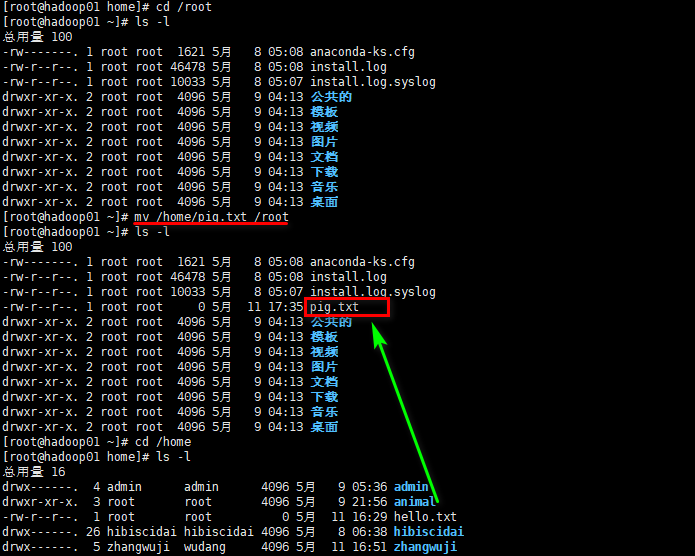 [root@hadoop01 home]# cd /root
[root@hadoop01 ~]# ls -l
总用量 100
-rw-------. 1 root root  1621 5月   8 05:08 anaconda-ks.cfg
-rw-r--r--. 1 root root 46478 5月   8 05:08 install.log
-rw-r--r--. 1 root root 10033 5月   8 05:07 install.log.syslog
drwxr-xr-x. 2 root root  4096 5月   9 04:13 公共的
drwxr-xr-x. 2 root root  4096 5月   9 04:13 模板
drwxr-xr-x. 2 root root  4096 5月   9 04:13 视频
drwxr-xr-x. 2 root root  4096 5月   9 04:13 图片
drwxr-xr-x. 2 root root  4096 5月   9 04:13 文档
drwxr-xr-x. 2 root root  4096 5月   9 04:13 下载
drwxr-xr-x. 2 root root  4096 5月   9 04:13 音乐
drwxr-xr-x. 2 root root  4096 5月   9 04:13 桌面
[root@hadoop01 ~]# mv /home/pig.txt /root
[root@hadoop01 ~]# ls -l
总用量 100
-rw-------. 1 root root  1621 5月   8 05:08 anaconda-ks.cfg
-rw-r--r--. 1 root root 46478 5月   8 05:08 install.log
-rw-r--r--. 1 root root 10033 5月   8 05:07 install.log.syslog
-rw-r--r--. 1 root root     0 5月  11 17:35 pig.txt
drwxr-xr-x. 2 root root  4096 5月   9 04:13 公共的
drwxr-xr-x. 2 root root  4096 5月   9 04:13 模板
drwxr-xr-x. 2 root root  4096 5月   9 04:13 视频
drwxr-xr-x. 2 root root  4096 5月   9 04:13 图片
drwxr-xr-x. 2 root root  4096 5月   9 04:13 文档
drwxr-xr-x. 2 root root  4096 5月   9 04:13 下载
drwxr-xr-x. 2 root root  4096 5月   9 04:13 音乐
drwxr-xr-x. 2 root root  4096 5月   9 04:13 桌面
[root@hadoop01 ~]# cd /home
[root@hadoop01 home]# ls -l
总用量 16
drwx------.  4 admin      admin      4096 5月   9 05:36 admin
drwxr-xr-x.  3 root       root       4096 5月   9 21:56 animal
-rw-r--r--.  1 root       root          0 5月  11 16:29 hello.txt
drwx------. 26 hibiscidai hibiscidai 4096 5月   8 06:38 hibiscidai
drwx------.  5 zhangwuji  wudang     4096 5月  11 16:51 zhangwuji